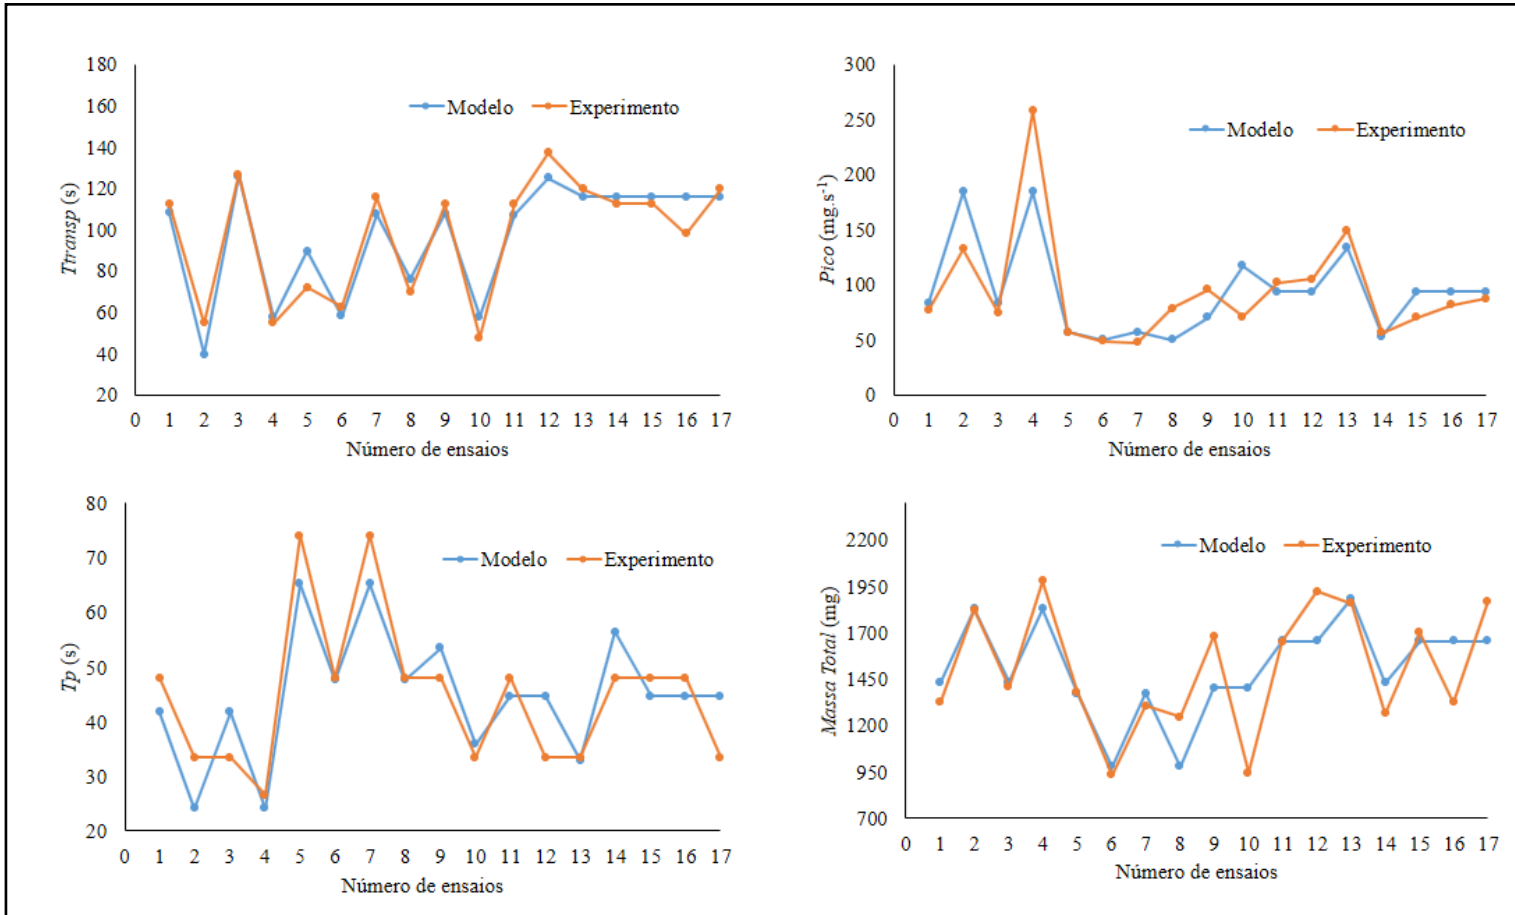 180
160
140
120
100
80
60
40
20
Ttransp (s)
Modelo Experimento
0 1 2 3 4 5 6 7 8 9 10 11 12 13 14 15 16 17
Número de ensaios
300
250
200
150
100
50
0
Pico (mg.s⁻¹)
Modelo Experimento
0 1 2 3 4 5 6 7 8 9 10 11 12 13 14 15 16 17
Número de ensaios
80
70
60
50
40
30
20
Tp (s)
Modelo Experimento
0 1 2 3 4 5 6 7 8 9 10 11 12 13 14 15 16 17
Número de ensaios
2200
1950
1700
1450
1200
950
700
Massa Total (mg)
Modelo Experimento
0 1 2 3 4 5 6 7 8 9 10 11 12 13 14 15 16 17
Número de ensaios